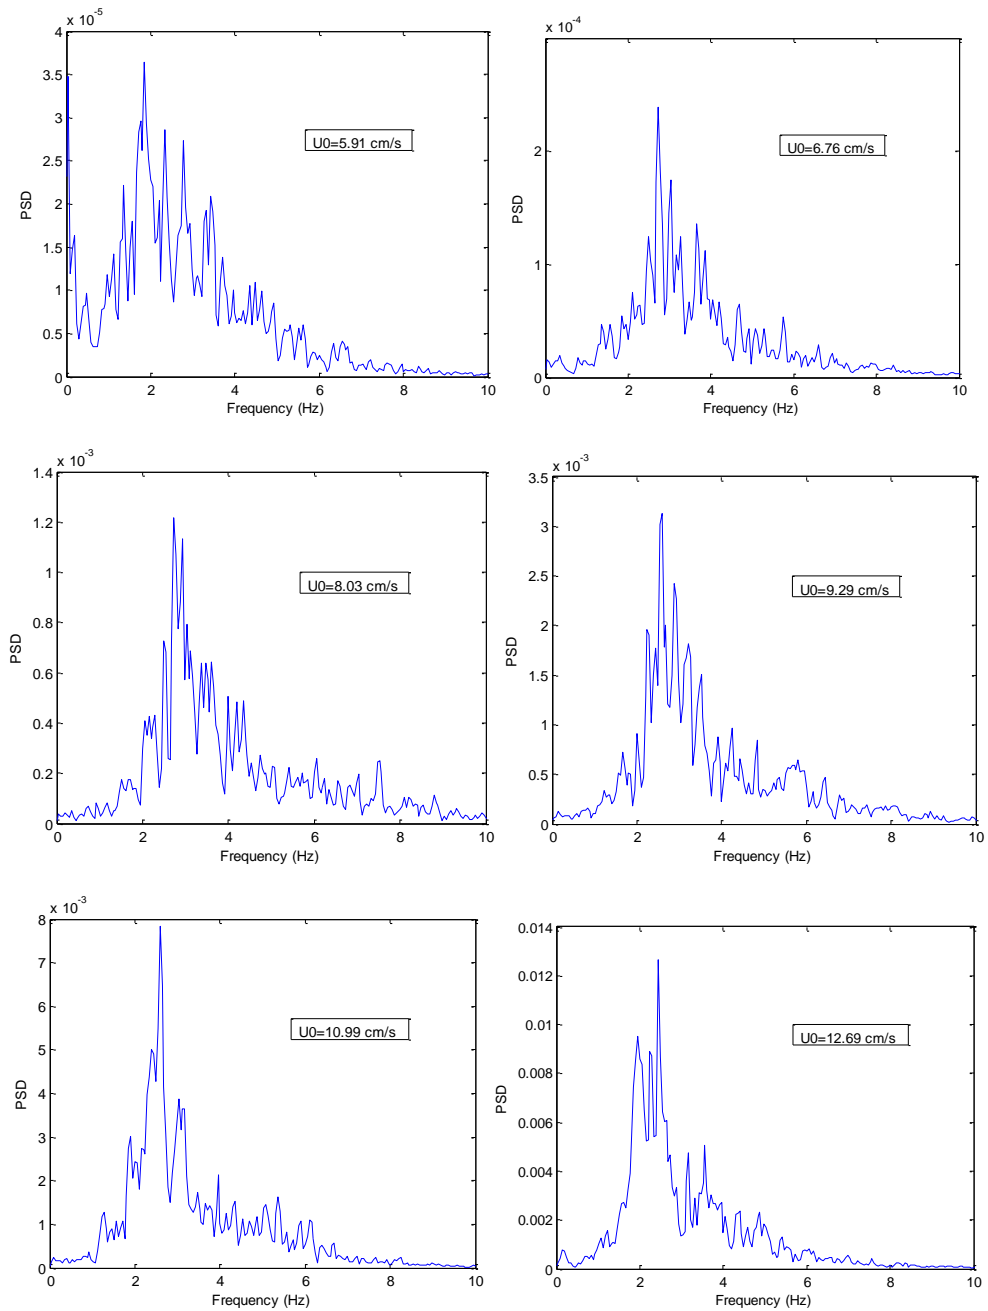 x 10-5
4
3.5
3
2.5
2
1.5
1
0.5
0
PSD
U0=5.91 cm/s
0 2 4 6 8 10
Frequency (Hz)
x 10-4
2
1
0
PSD
U0=6.76 cm/s
0 2 4 6 8 10
Frequency (Hz)
x 10-3
1.4
1.2
1
0.8
0.6
0.4
0.2
0
PSD
U0=8.03 cm/s
0 2 4 6 8 10
Frequency (Hz)
x 10-3
3.5
3
2.5
2
1.5
1
0.5
0
PSD
U0=9.29 cm/s
0 2 4 6 8 10
Frequency (Hz)
x 10-3
8
7
6
5
4
3
2
1
0
PSD
U0=10.99 cm/s
0 2 4 6 8 10
Frequency (Hz)
0.014
0.012
0.01
0.008
0.006
0.004
0.002
0
PSD
U0=12.69 cm/s
0 2 4 6 8 10
Frequency (Hz)